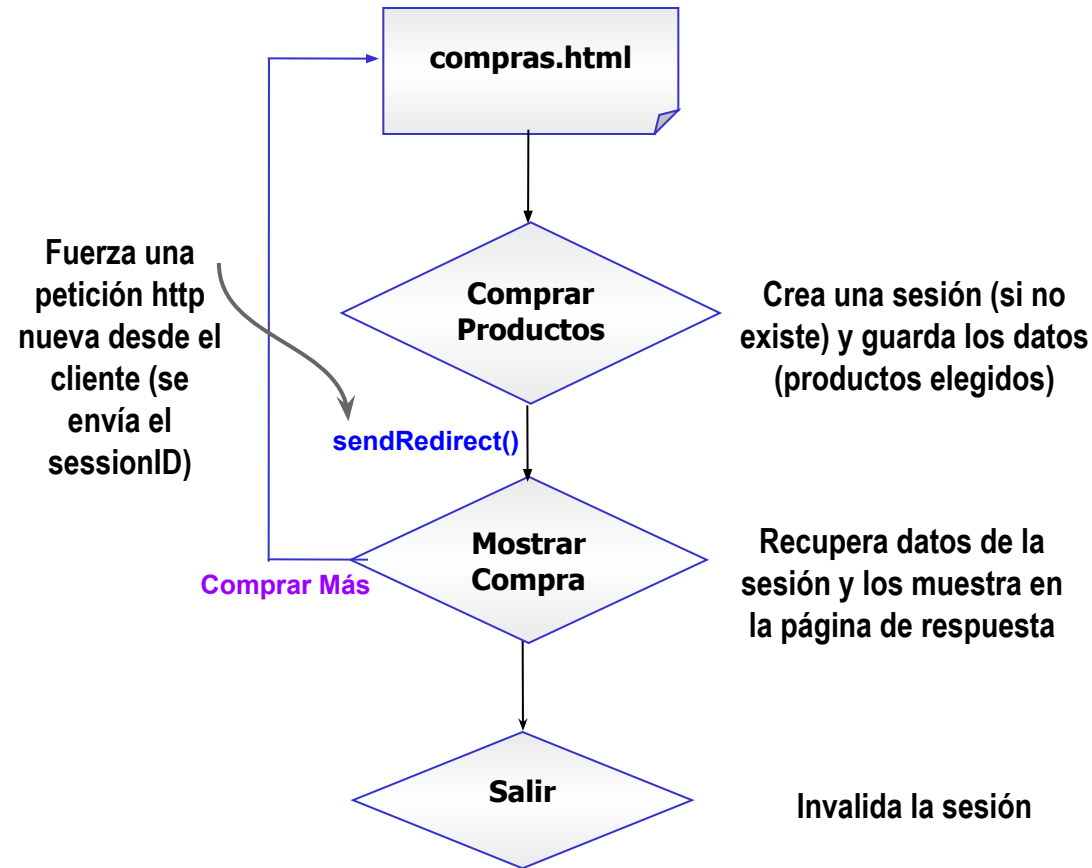 compras.html
Fuerza una
petición http
nueva desde el
cliente (se
envía el
sessionID)
Comprar
Productos
Crea una sesión (si no
existe) y guarda los datos
(productos elegidos)
sendRedirect()
Mostrar
Compra
Comprar Más
Recupera datos de la
sesión y los muestra en
la página de respuesta
Salir
Invalida la sesión